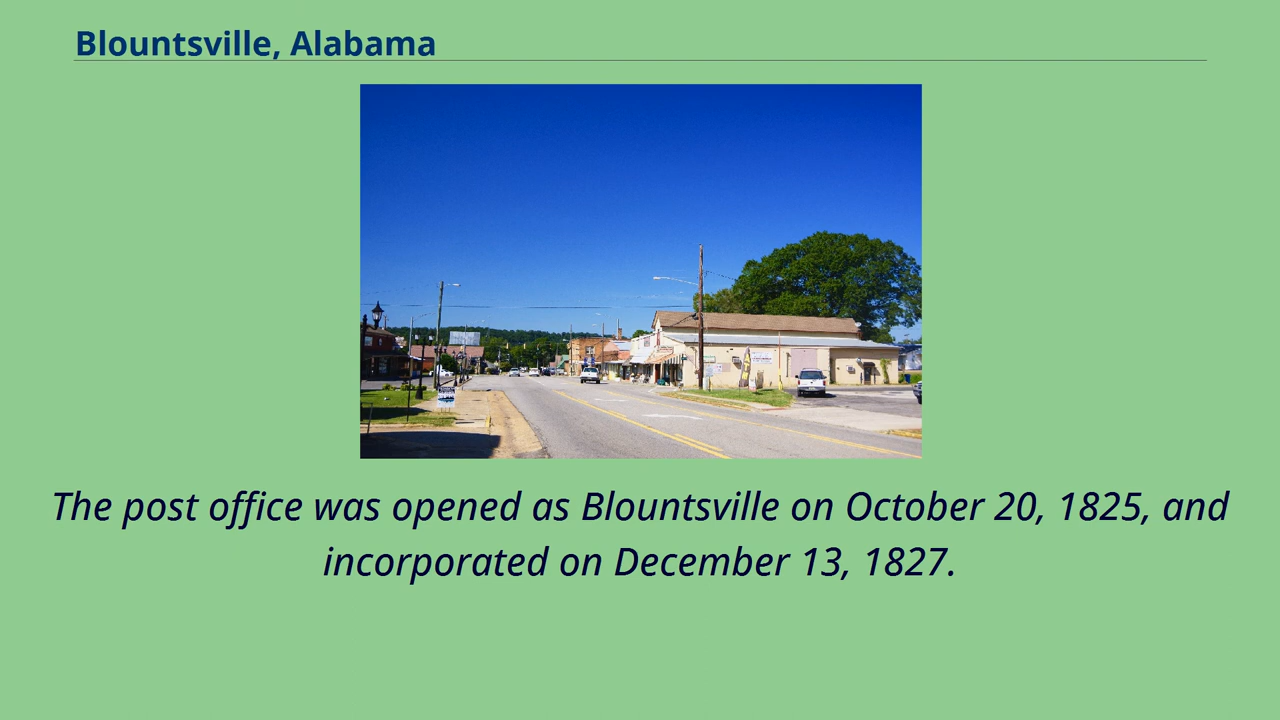 Blountsville, Alabama
The post office was opened as Blountsville on October 20, 1825, and
incorporated on December 13, 1827.